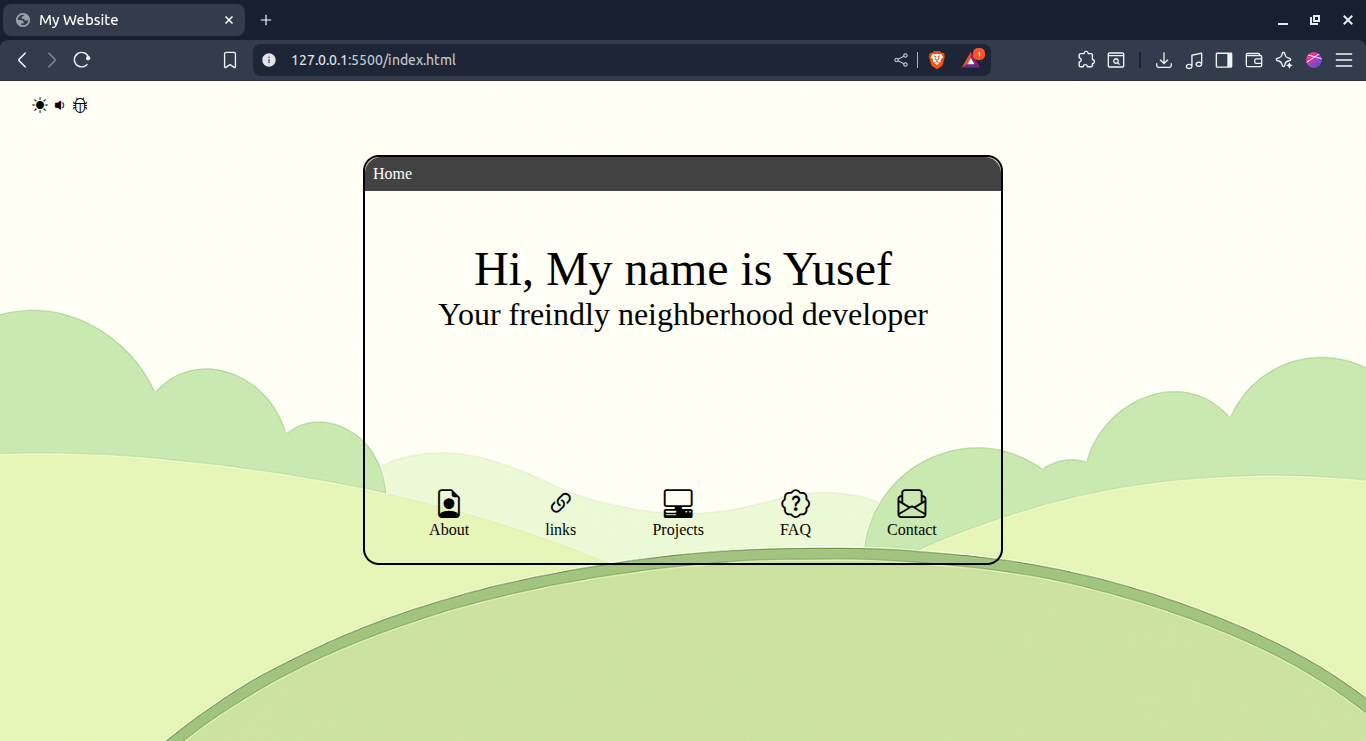 My Website
127.0.0.1:5500/index.html
1
Home
Hi, My name is Yusef
Your freindly neighberhood developer
About
links
Projects
FAQ
Contact